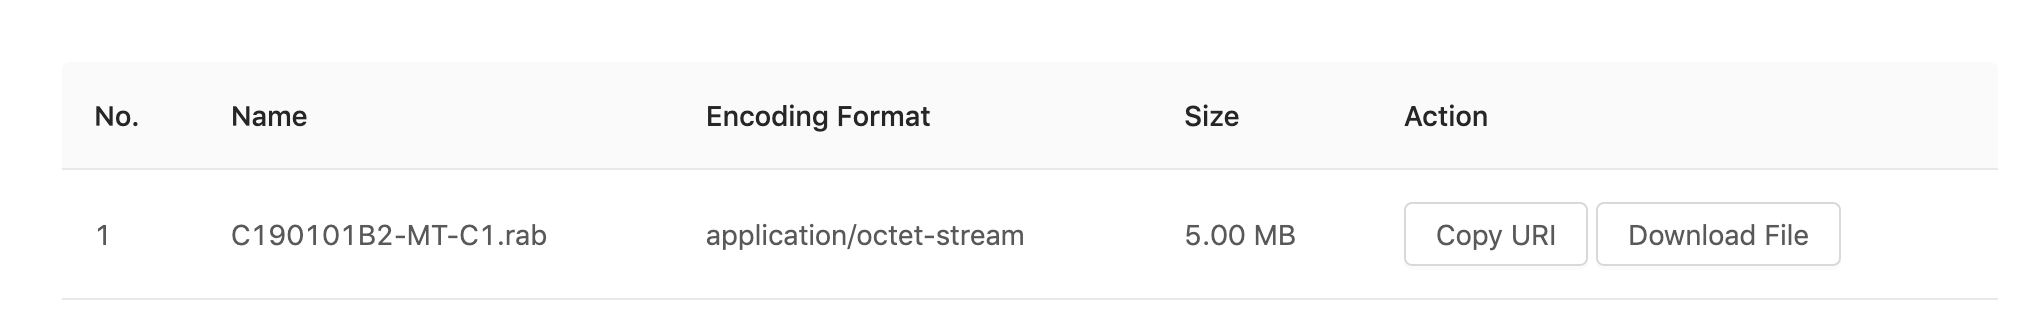 No. Name Encoding Format Size Action
1 C190101B2-MT-C1.rab application/octet-stream 5.00 MB Copy URI Download File